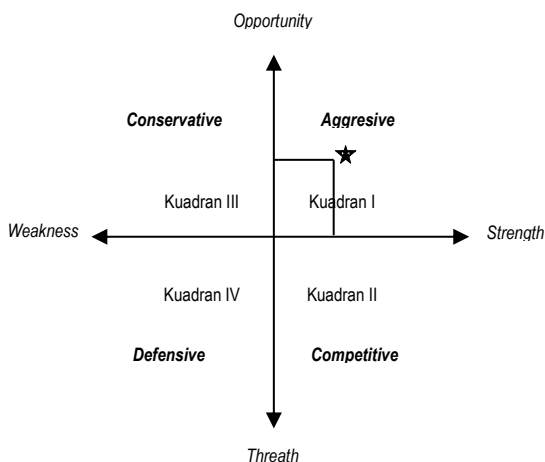 Opportunity
Conservative Aggresive
Kuadran III Kuadran I
Weakness Strength
Kuadran IV Kuadran II
Defensive Competitive
Threath